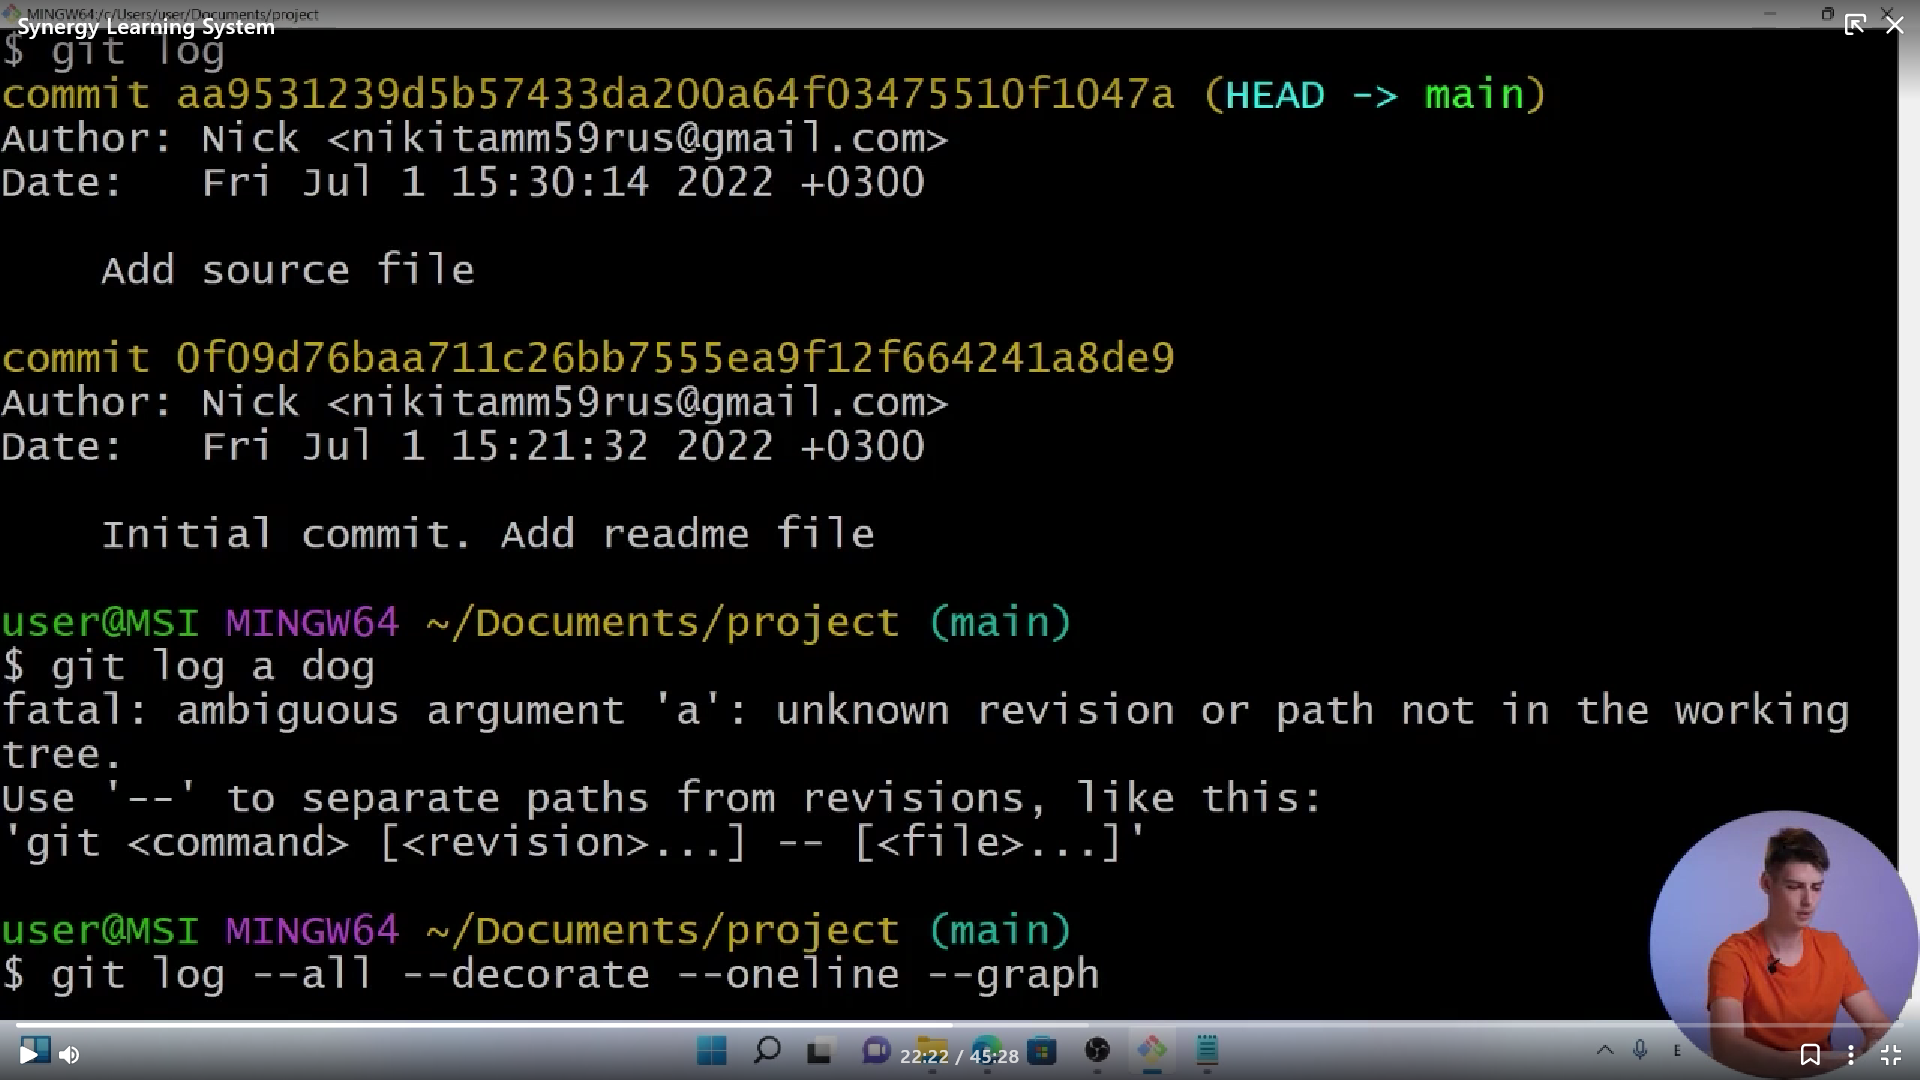 MINGW64:/c/Users/user/Documents/project
Synergy Learning System
$ git log
commit aa9531239d5b57433da200a64f03475510f1047a (HEAD -> main)
Author: Nick <nikitamm59rus@gmail.com>
Date:   Fri Jul 1 15:30:14 2022 +0300
    Add source file
commit 0f09d76baa711c26bb7555ea9f12f664241a8de9
Author: Nick <nikitamm59rus@gmail.com>
Date:   Fri Jul 1 15:21:32 2022 +0300
    Initial commit. Add readme file
user@MSI MINGW64 ~/Documents/project (main)
$ git log a dog
fatal: ambiguous argument 'a': unknown revision or path not in the working
tree.
Use '--' to separate paths from revisions, like this:
'git <command> [<revision>...] -- [<file>...]'
user@MSI MINGW64 ~/Documents/project (main)
$ git log --all --decorate --oneline --graph
22:22 / 45:28